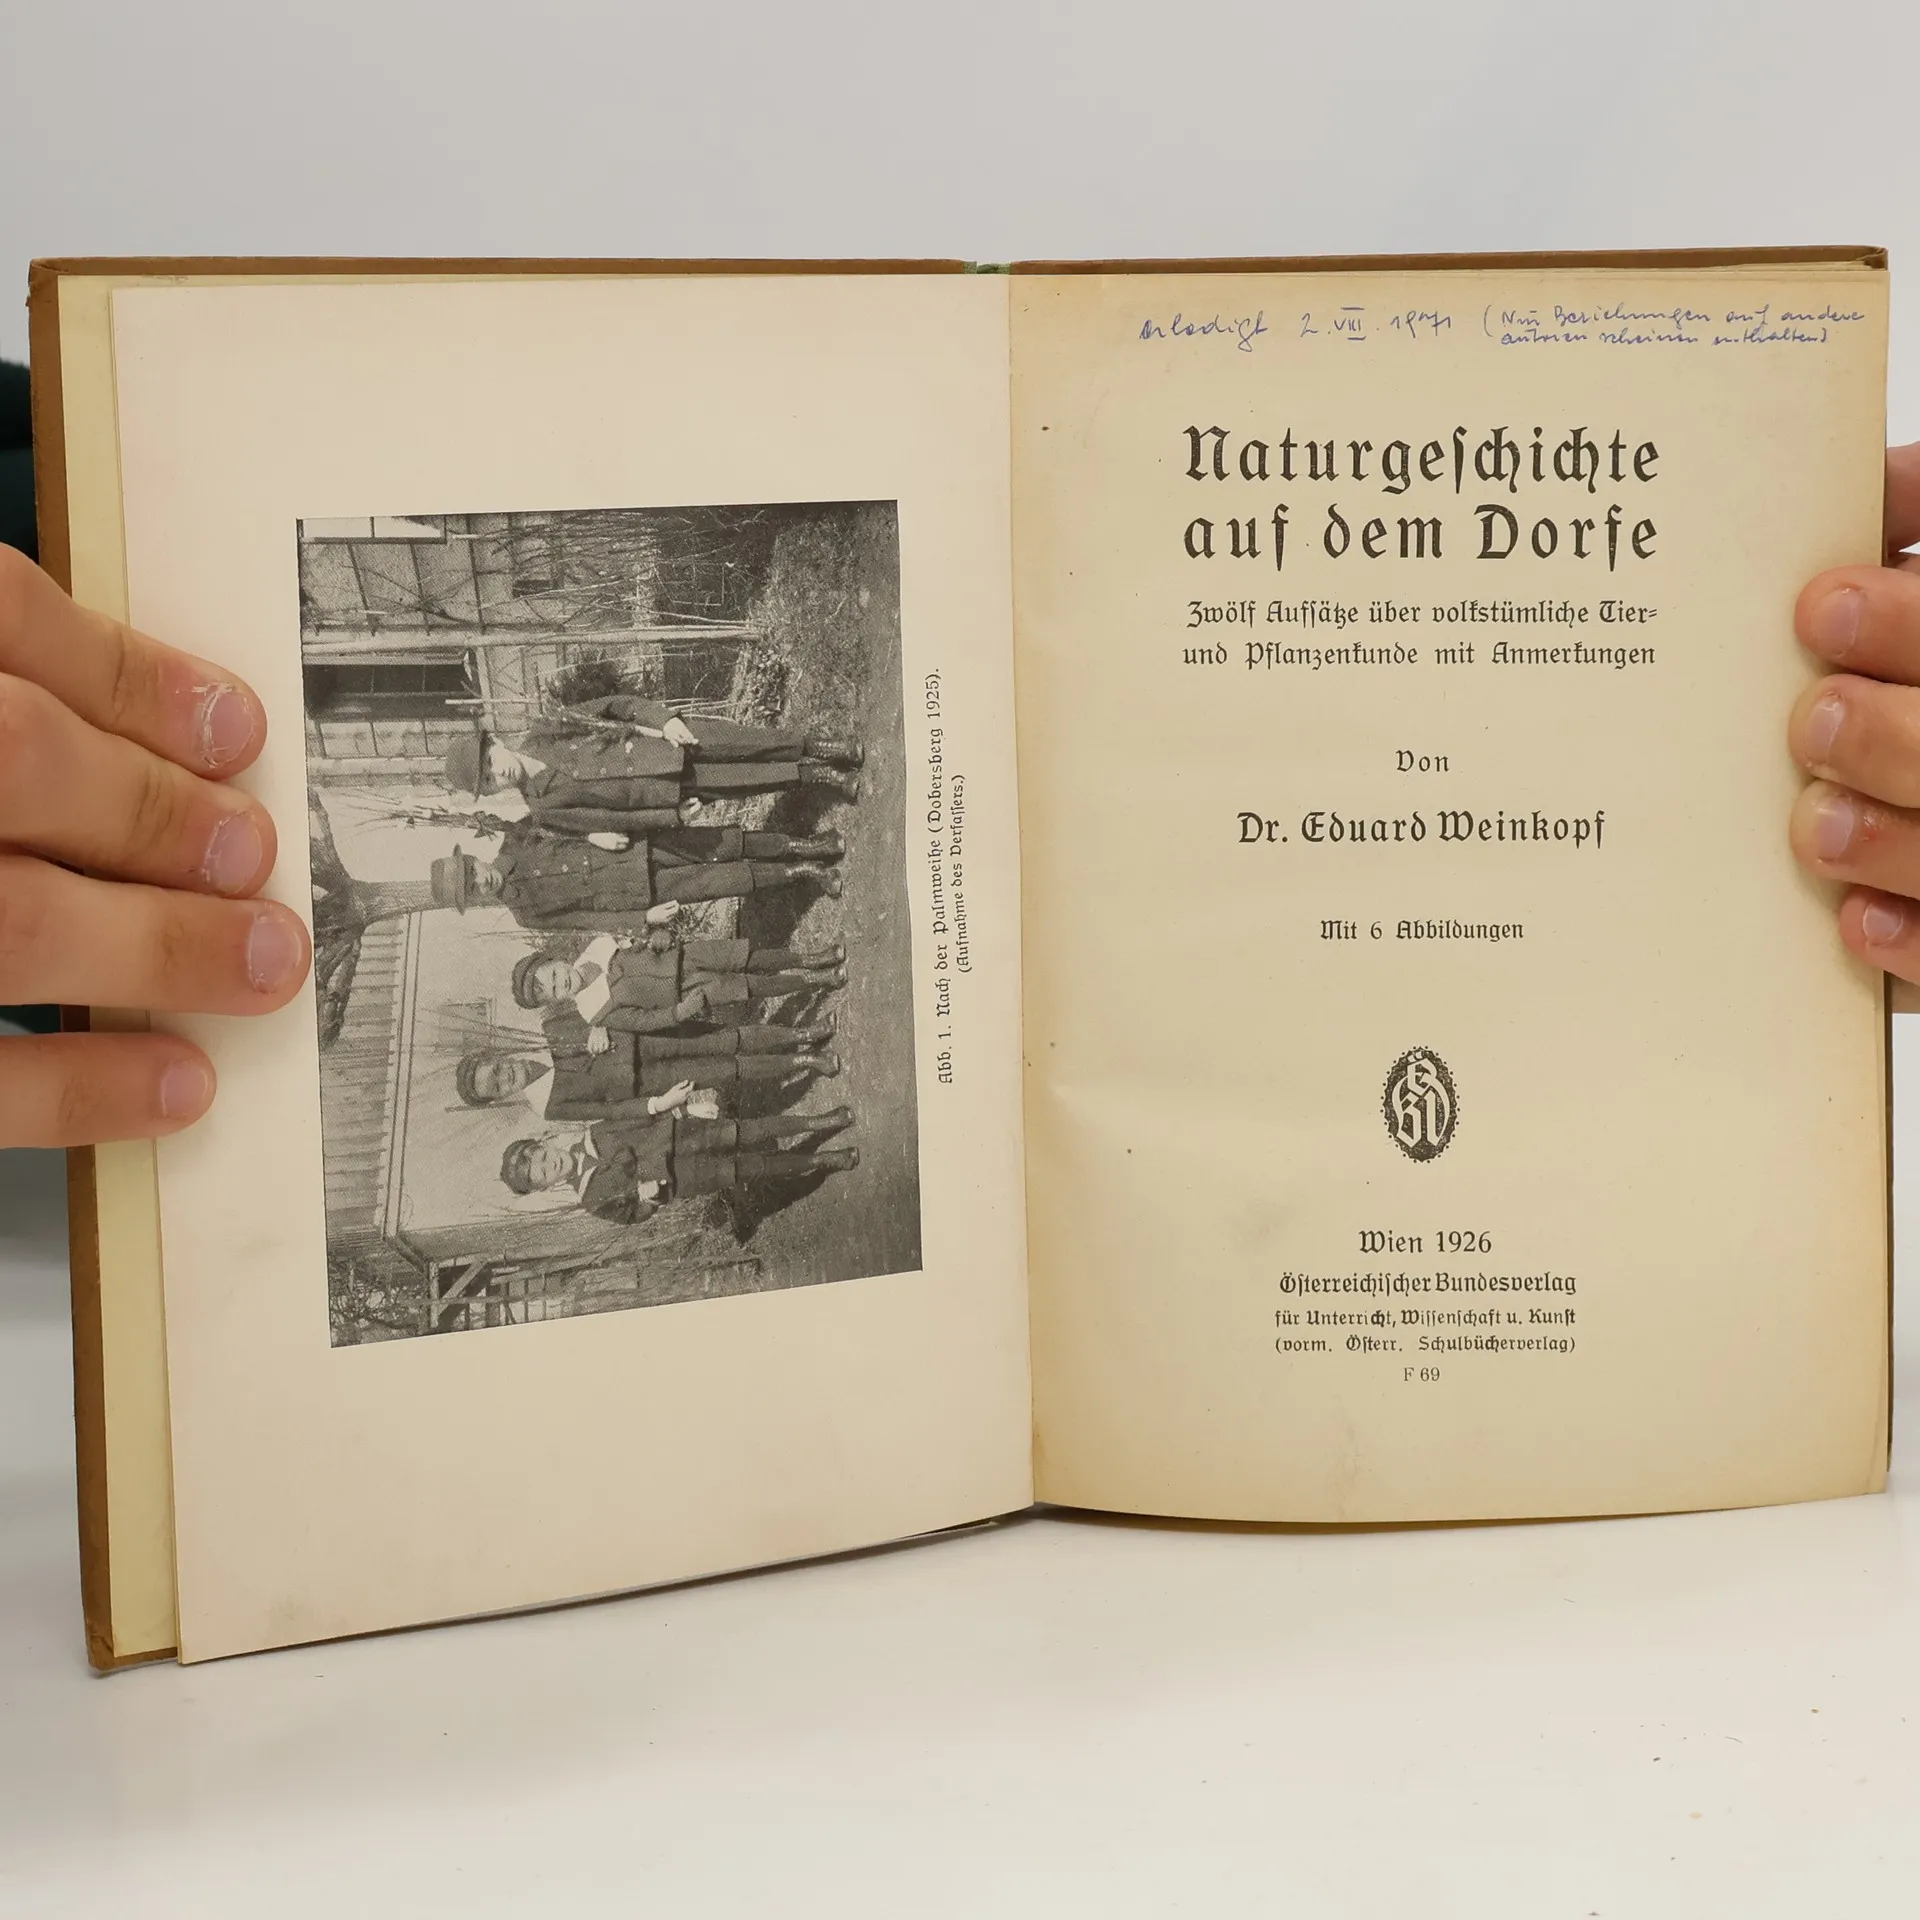 Abb. 1. Nach der Palmweihe (Dobersberg 1925).
(Aufnahme des Verfassers.)
erledigt 2.VIII.1971 (Nur Beziehungen auf andere
autoren scheinen enthalten)
Naturgeschichte
auf dem Dorfe
Zwölf Aufsätze über volkstümliche Tier-
und Pflanzenkunde mit Anmerkungen
Von
Dr. Eduard Weinkopf
Mit 6 Abbildungen
Wien 1926
Österreichischer Bundesverlag
für Unterricht, Wissenschaft u. Kunst
(vorm. Österr. Schulbücherverlag)
F 69